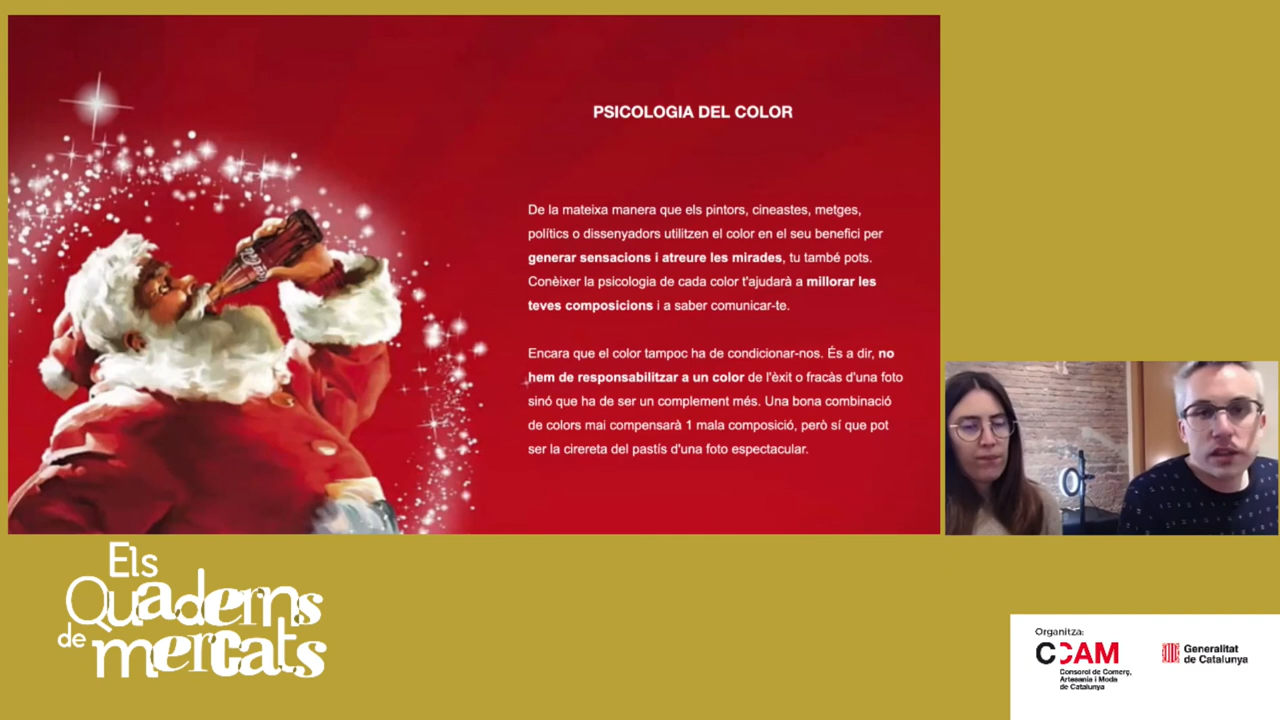 PSICOLOGIA DEL COLOR
De la mateixa manera que els pintors, cineastes, metges,
polítics o dissenyadors utilitzen el color en el seu benefici per
generar sensacions i atreure les mirades, tu també pots.
Conèixer la psicologia de cada color t'ajudarà a millorar les
teves composicions i a saber comunicar-te.
Encara que el color tampoc ha de condicionar-nos. És a dir, no
hem de responsabilitzar a un color de l'èxit o fracàs d'una foto
sinó que ha de ser un complement més. Una bona combinació
de colors mai compensarà 1 mala composició, però sí que pot
ser la cirereta del pastís d'una foto espectacular.
Els
Quaderns
de mercats
Organitza:
CCAM
Consorci de Comerç,
Artesania i Moda
de Catalunya
Generalitat
de Catalunya